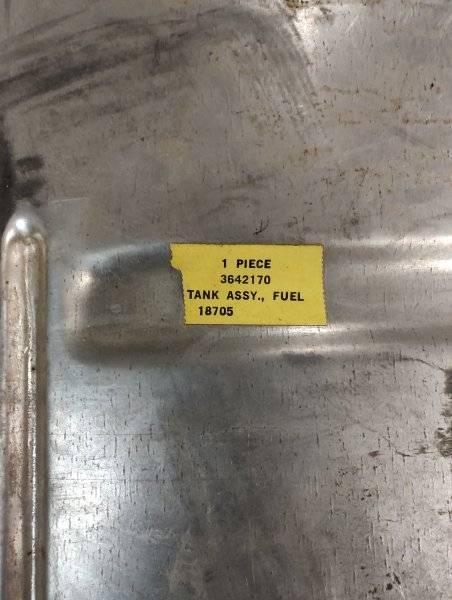 1 PIECE
3642170
TANK ASSY., FUEL
18705